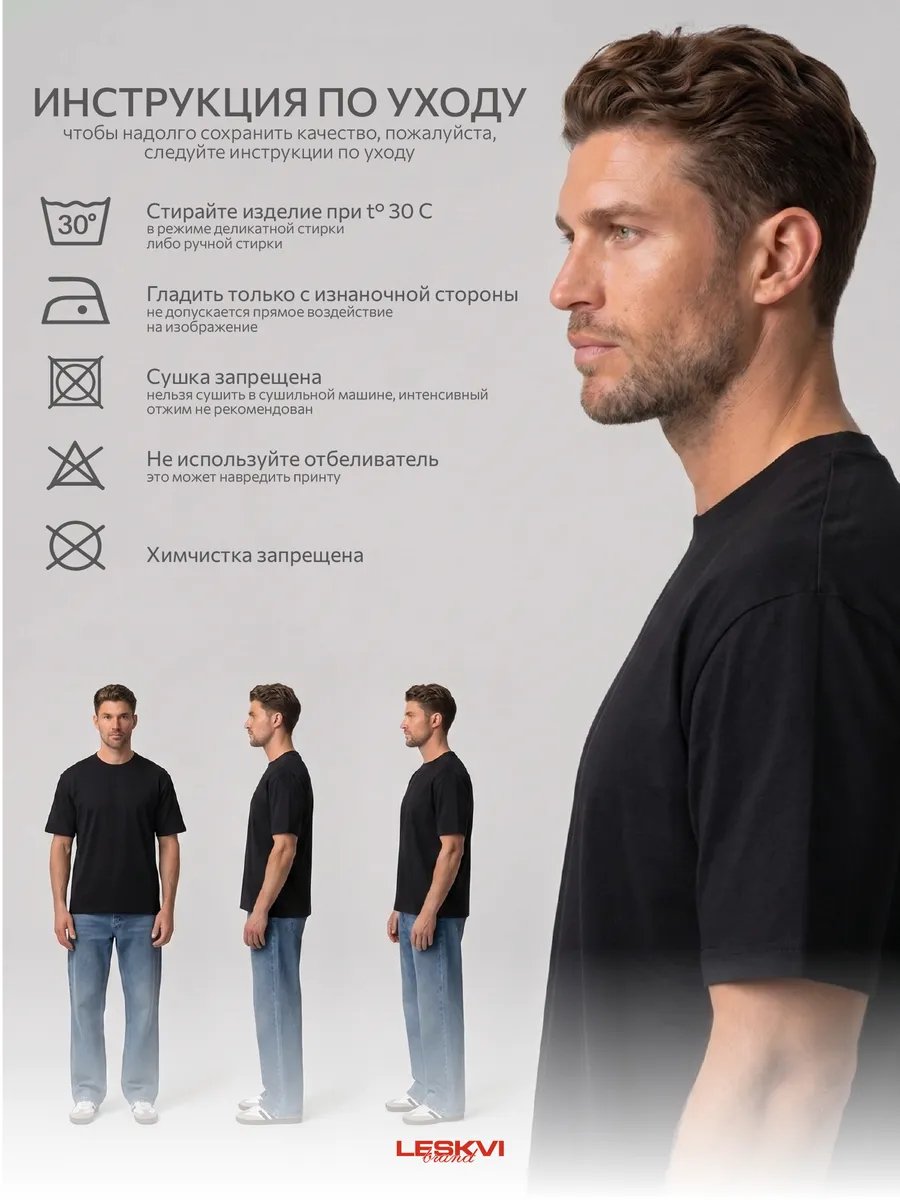 ИНСТРУКЦИЯ ПО УХОДУ
чтобы надолго сохранить качество, пожалуйста,
следуйте инструкции по уходу
30°
Стирайте изделие при t° 30 С
в режиме деликатной стирки
либо ручной стирки
Гладить только с изнаночной стороны
не допускается прямое воздействие
на изображение
Сушка запрещена
нельзя сушить в сушильной машине, интенсивный
отжим не рекомендован
Не используйте отбеливатель
это может навредить принту
Химчистка запрещена
LESKVI
brand